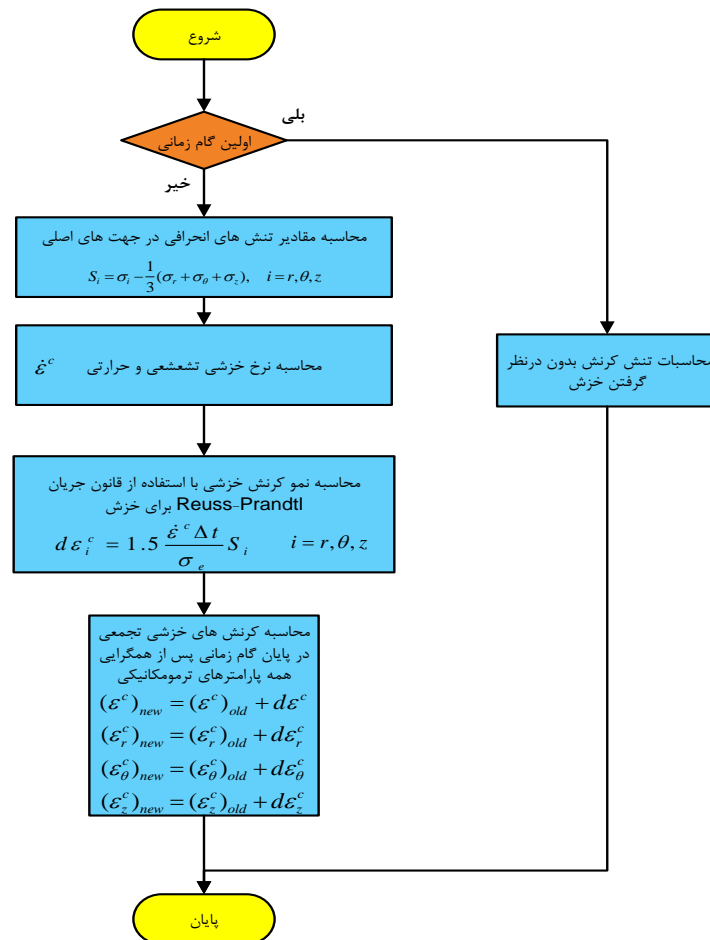 شروع
اولین گام زمانی
بلی
خیر
محاسبه مقادیر تنش های انحرافی در جهت های اصلی
S_i = σ_i − 1/3 (σ_r + σ_θ + σ_z), i = r, θ, z
محاسبه نرخ خزشی تشعشعی و حرارتی ε̇^c
محاسبات تنش کرنش بدون درنظر
گرفتن خزش
محاسبه نمو کرنش خزشی با استفاده از قانون جریان
Reuss-Prandtl برای خزش
dε_i^c = 1.5 (ε̇^c Δt / σ_e) S_i i = r, θ, z
محاسبه کرنش های خزشی تجمعی
در پایان گام زمانی پس از همگرایی
همه پارامترهای ترمومکانیکی
(ε^c)_new = (ε^c)_old + dε^c
(ε_r^c)_new = (ε_r^c)_old + dε_r^c
(ε_θ^c)_new = (ε_θ^c)_old + dε_θ^c
(ε_z^c)_new = (ε_z^c)_old + dε_z^c
پایان